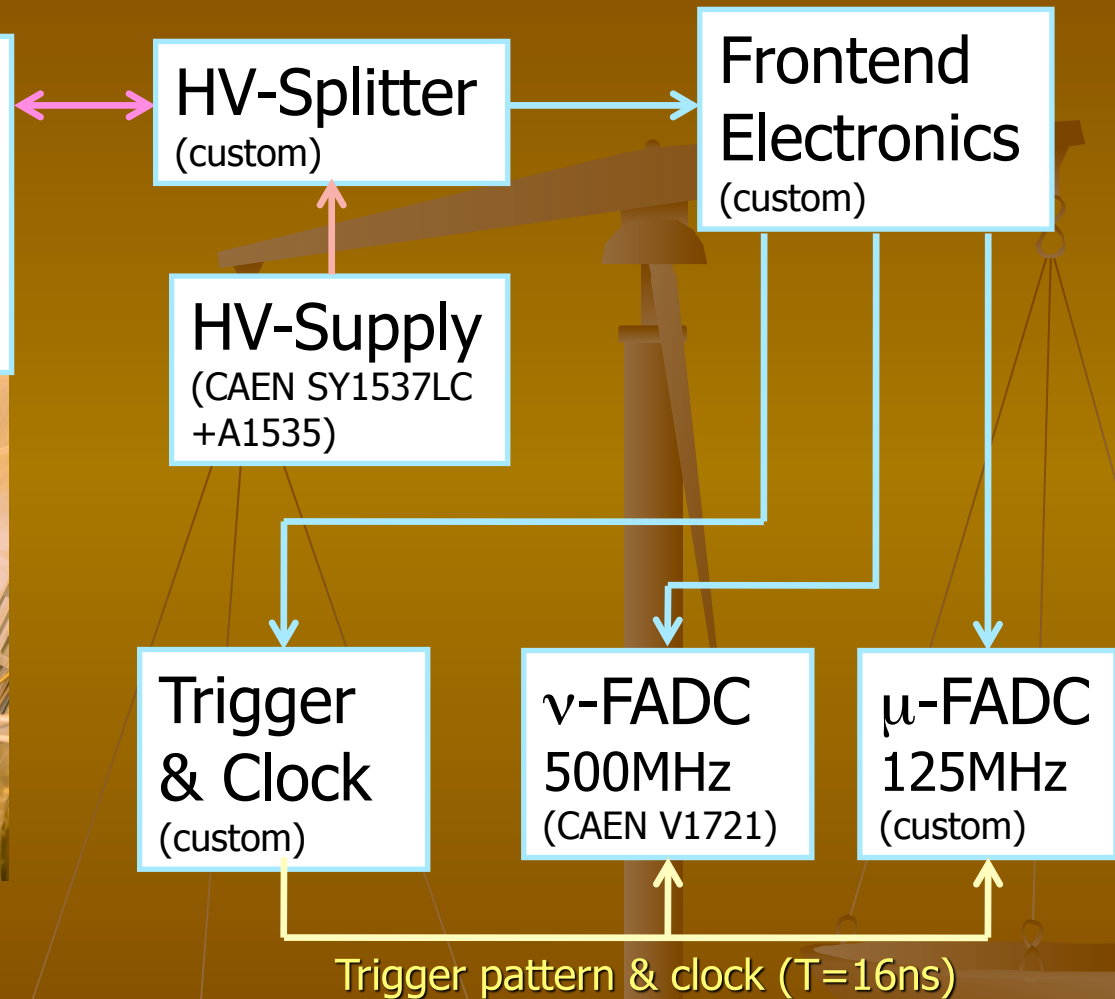 HV-Splitter
(custom)
Frontend
Electronics
(custom)
HV-Supply
(CAEN SY1537LC
+A1535)
Trigger
& Clock
(custom)
ν-FADC
500MHz
(CAEN V1721)
μ-FADC
125MHz
(custom)
Trigger pattern & clock (T=16ns)